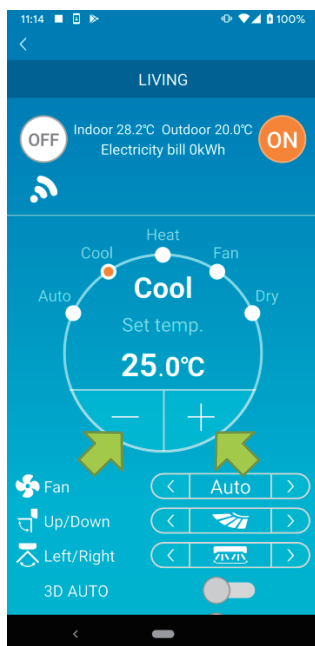 11:14 100%
LIVING
OFF Indoor 28.2℃ Outdoor 20.0℃ ON
Electricity bill 0kWh
Heat
Cool Fan
Auto Cool Dry
Set temp.
25.0℃
Fan Auto
Up/Down
Left/Right
3D AUTO